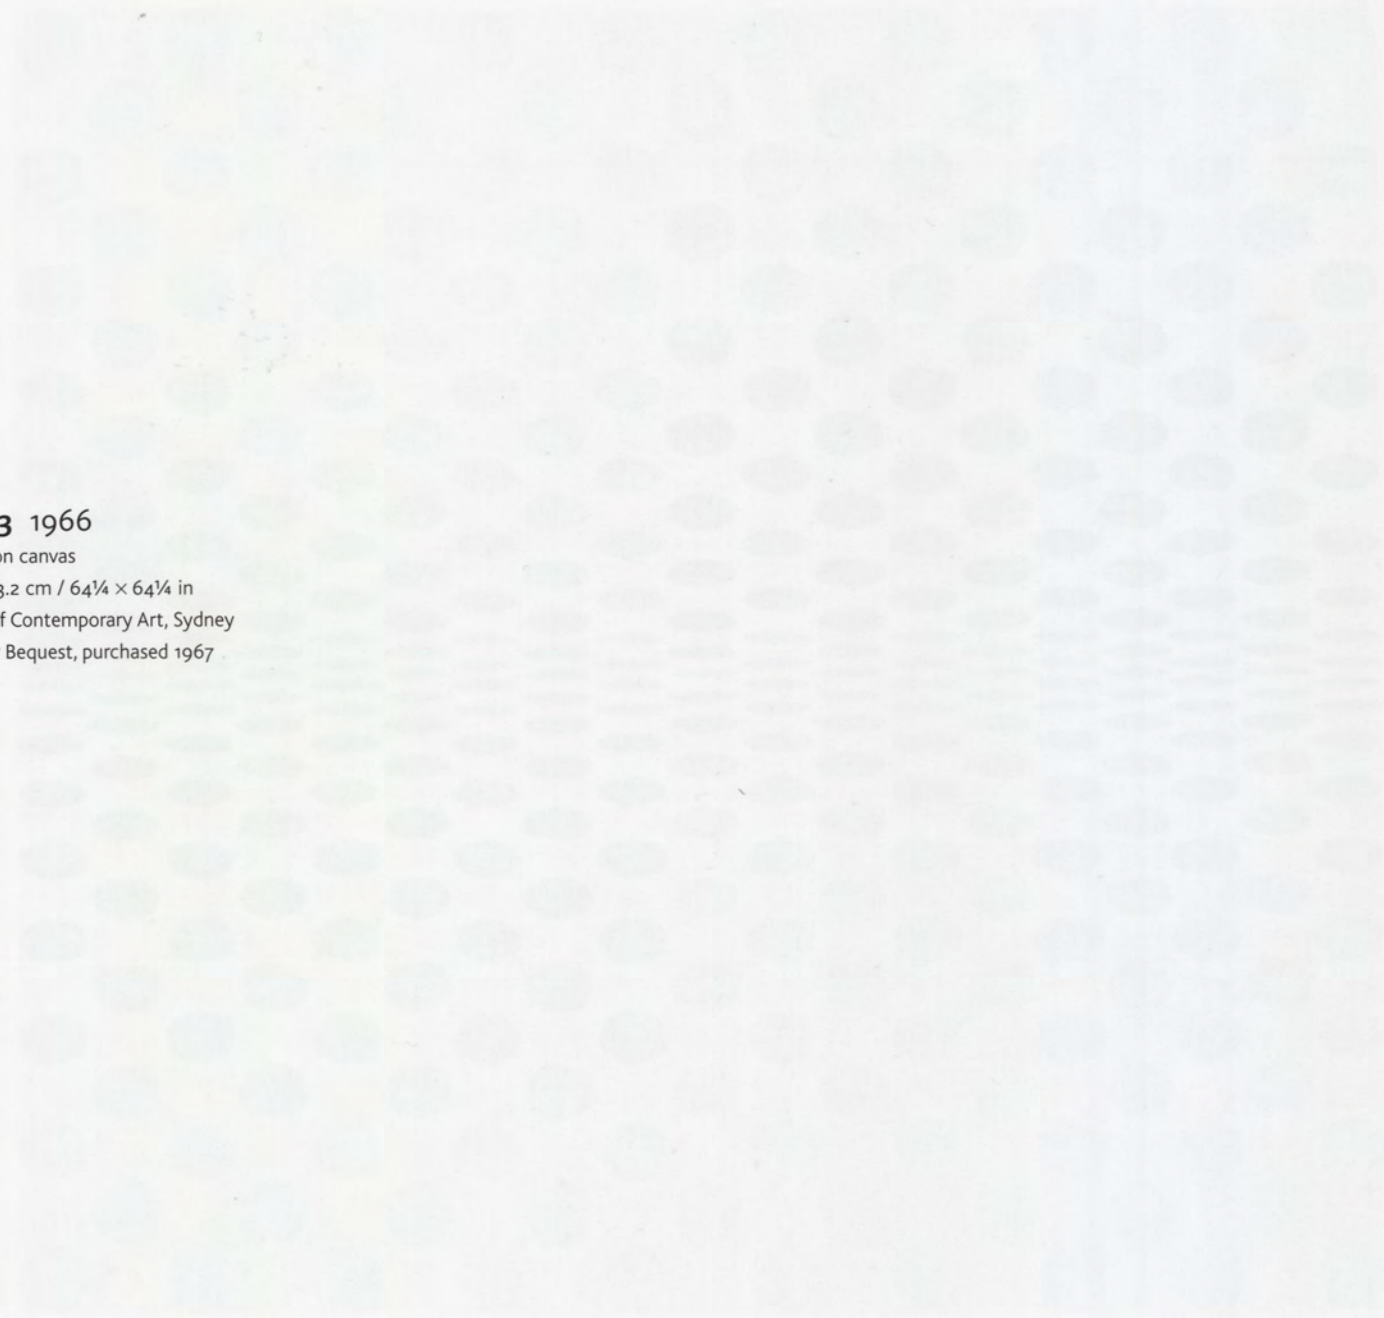 3 1966
on canvas
3.2 cm / 64¼ × 64¼ in
f Contemporary Art, Sydney
Bequest, purchased 1967